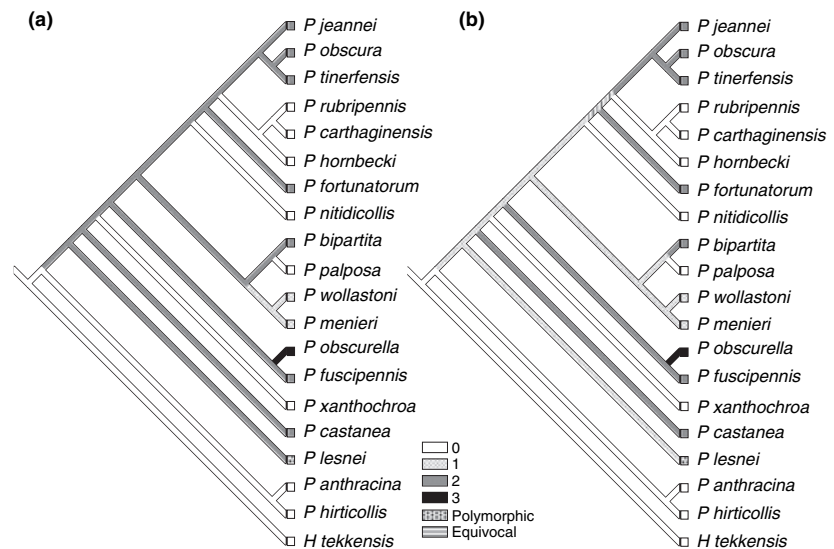 (a)
P jeannei
P obscura
P tinerfensis
P rubripennis
P carthaginensis
P hornbecki
P fortunatorum
P nitidicollis
P bipartita
P palposa
P wollastoni
P menieri
P obscurella
P fuscipennis
P xanthochroa
P castanea
P lesnei
P anthracina
P hirticollis
H tekkensis
0
1
2
3
Polymorphic
Equivocal
(b)
P jeannei
P obscura
P tinerfensis
P rubripennis
P carthaginensis
P hornbecki
P fortunatorum
P nitidicollis
P bipartita
P palposa
P wollastoni
P menieri
P obscurella
P fuscipennis
P xanthochroa
P castanea
P lesnei
P anthracina
P hirticollis
H tekkensis